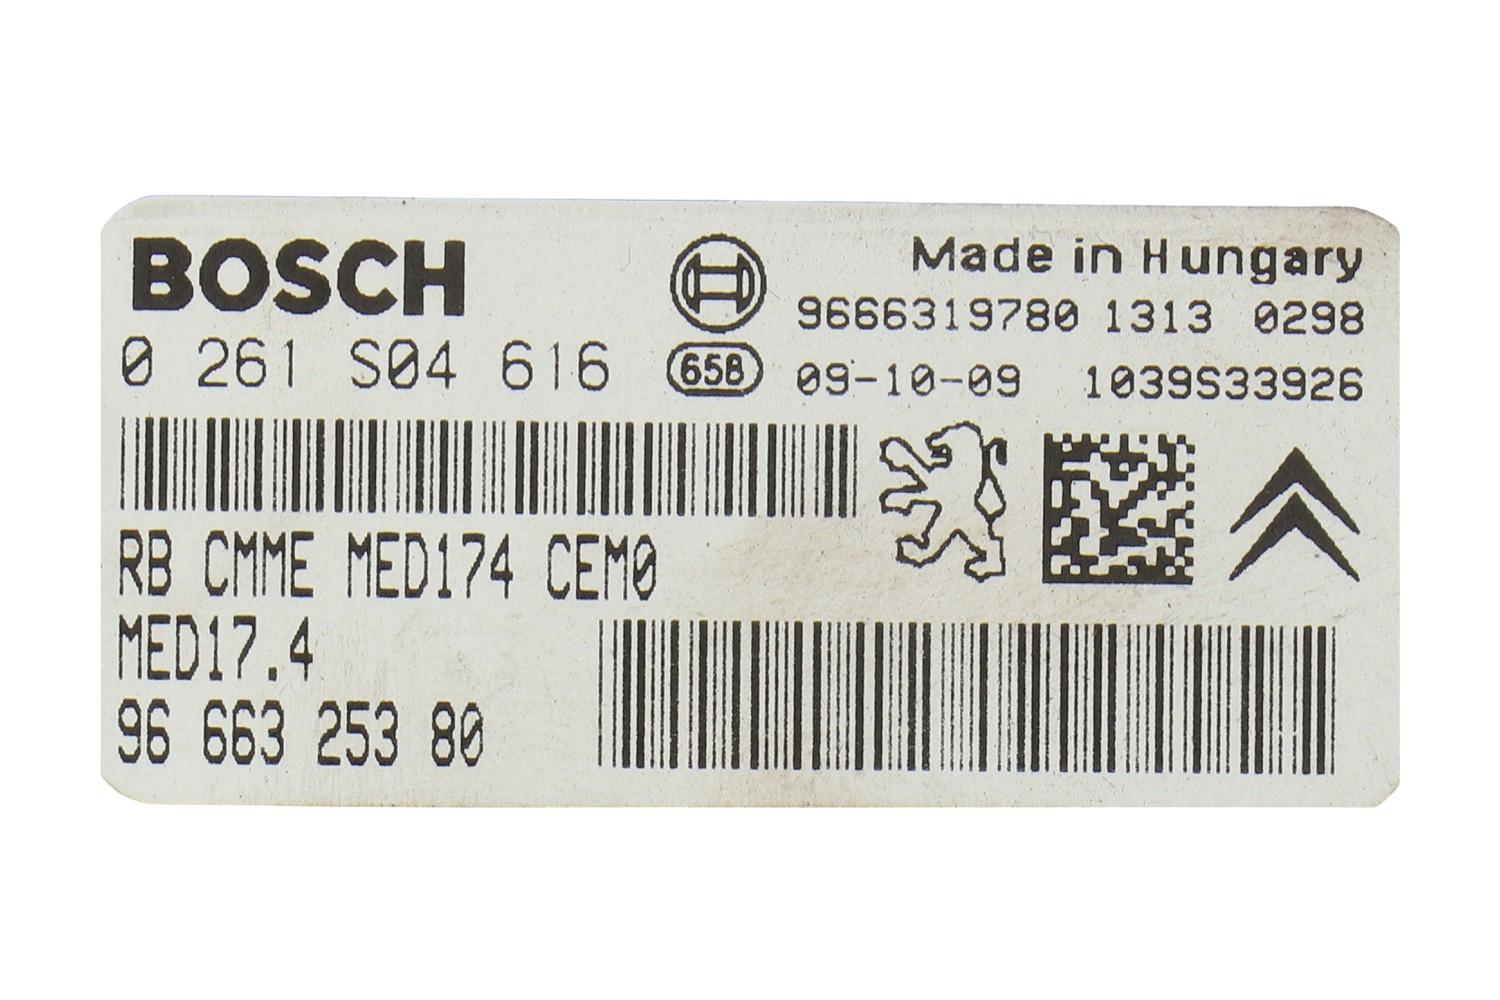 BOSCH
Made in Hungary
9666319780 1313 0298
0 261 S04 616
658
09-10-09 1039S33926
RB CMME MED174 CEM0
MED17.4
96 663 253 80